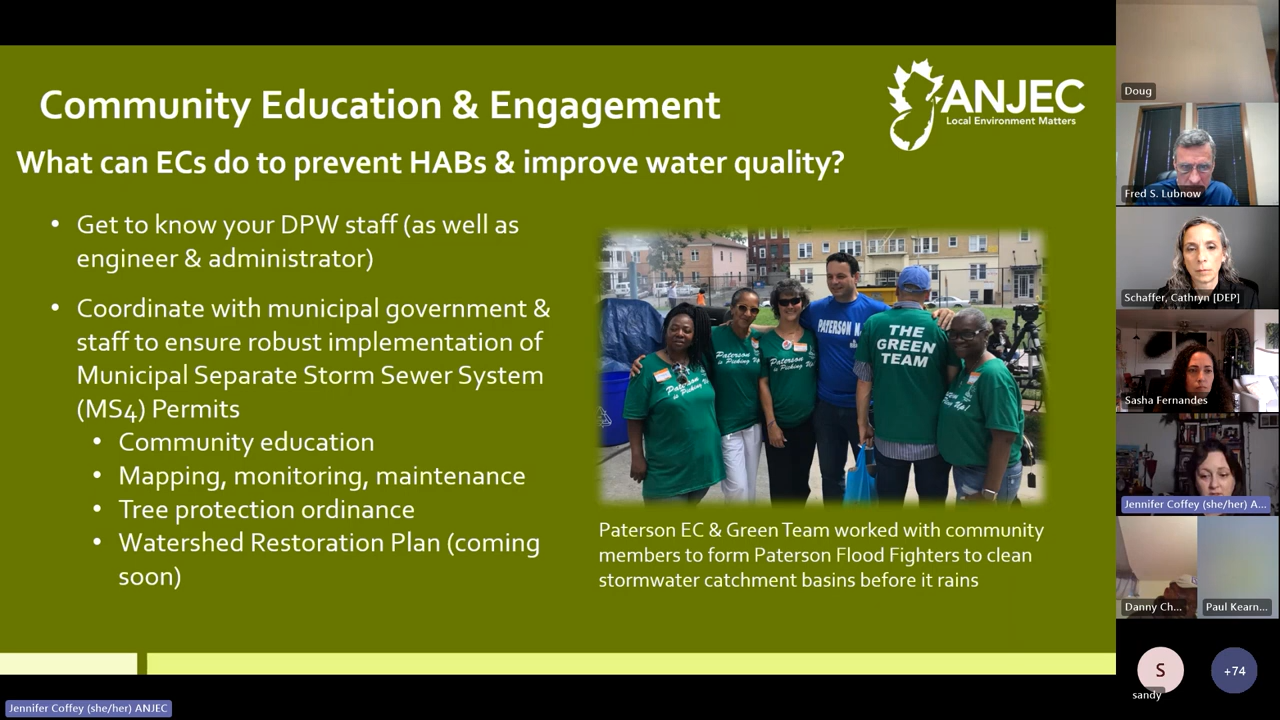 Community Education & Engagement
ANJEC
Local Environment Matters
What can ECs do to prevent HABs & improve water quality?
• Get to know your DPW staff (as well as
engineer & administrator)
• Coordinate with municipal government &
staff to ensure robust implementation of
Municipal Separate Storm Sewer System
(MS4) Permits
• Community education
• Mapping, monitoring, maintenance
• Tree protection ordinance
• Watershed Restoration Plan (coming
soon)
PATERSON
THE
GREEN
TEAM
Paterson
is Picking Up!
Paterson EC & Green Team worked with community
members to form Paterson Flood Fighters to clean
stormwater catchment basins before it rains
Jennifer Coffey (she/her) ANJEC
Doug
Fred S. Lubnow
Schaffer, Cathryn [DEP]
Sasha Fernandes
Jennifer Coffey (she/her) A...
Danny Ch...
Paul Kearn...
S
sandy
+74